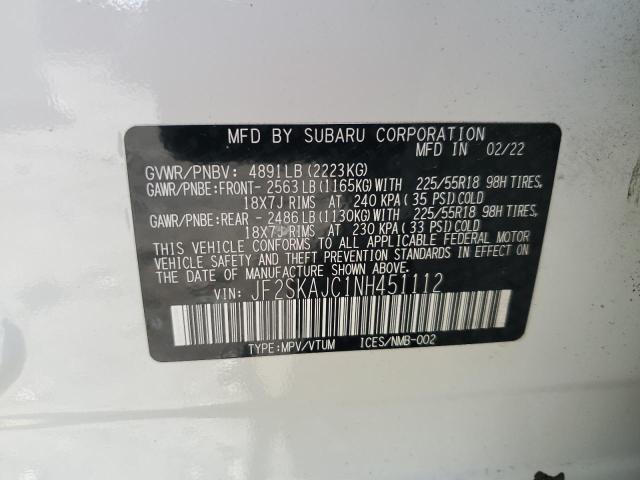 MFD BY SUBARU CORPORATION
MFD IN 02/22
GVWR/PNBV: 4891LB(2223KG)
GAWR/PNBE:FRONT- 2563LB(1165KG)WITH 225/55R18 98H TIRES,
18X7J RIMS AT 240 KPA( 35 PSI)COLD
GAWR/PNBE:REAR - 2486LB(1130KG)WITH 225/55R18 98H TIRES,
18X7J RIMS AT 230 KPA( 33 PSI)COLD
THIS VEHICLE CONFORMS TO ALL APPLICABLE FEDERAL MOTOR
VEHICLE SAFETY AND THEFT PREVENTION STANDARDS IN EFFECT ON
THE DATE OF MANUFACTURE SHOWN ABOVE.
VIN: JF2SKAJC1NH451112
TYPE:MPV/VTUM ICES/NMB-002